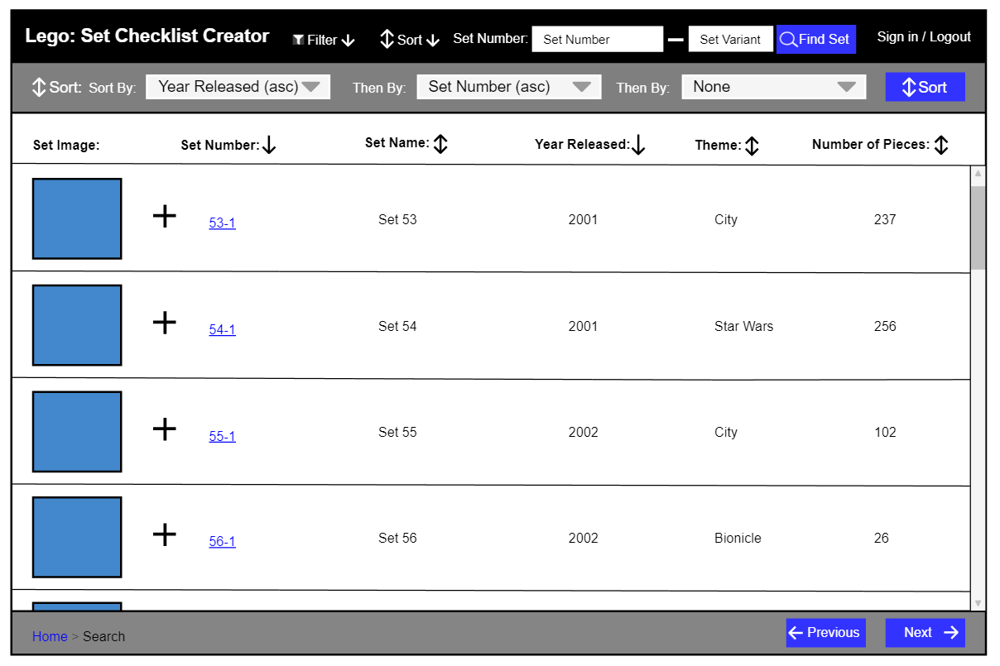 Lego: Set Checklist Creator Filter Sort Set Number: Set Number Set Variant Find Set Sign in / Logout
Sort: Sort By: Year Released (asc) Then By: Set Number (asc) Then By: None Sort
Set Image: Set Number: Set Name: Year Released: Theme: Number of Pieces:
53-1 Set 53 2001 City 237
54-1 Set 54 2001 Star Wars 256
55-1 Set 55 2002 City 102
56-1 Set 56 2002 Bionicle 26
Home > Search Previous Next